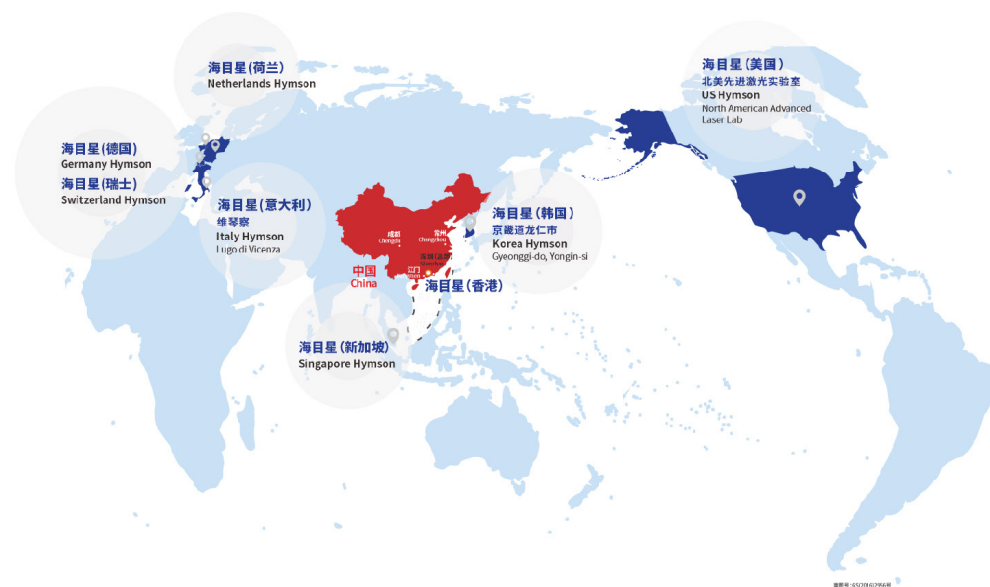 海目星(荷兰)
Netherlands Hymson
海目星(美国)
北美先进激光实验室
US Hymson
North American Advanced
Laser Lab
海目星(德国)
Germany Hymson
海目星(瑞士)
Switzerland Hymson
海目星(意大利)
维琴察
Italy Hymson
Lugo di Vicenza
海目星(韩国)
京畿道龙仁市
Korea Hymson
Gyeonggi-do, Yongin-si
成都
Chengdu
常州
Changzhou
江门
中国
China
海目星(香港)
海目星(新加坡)
Singapore Hymson